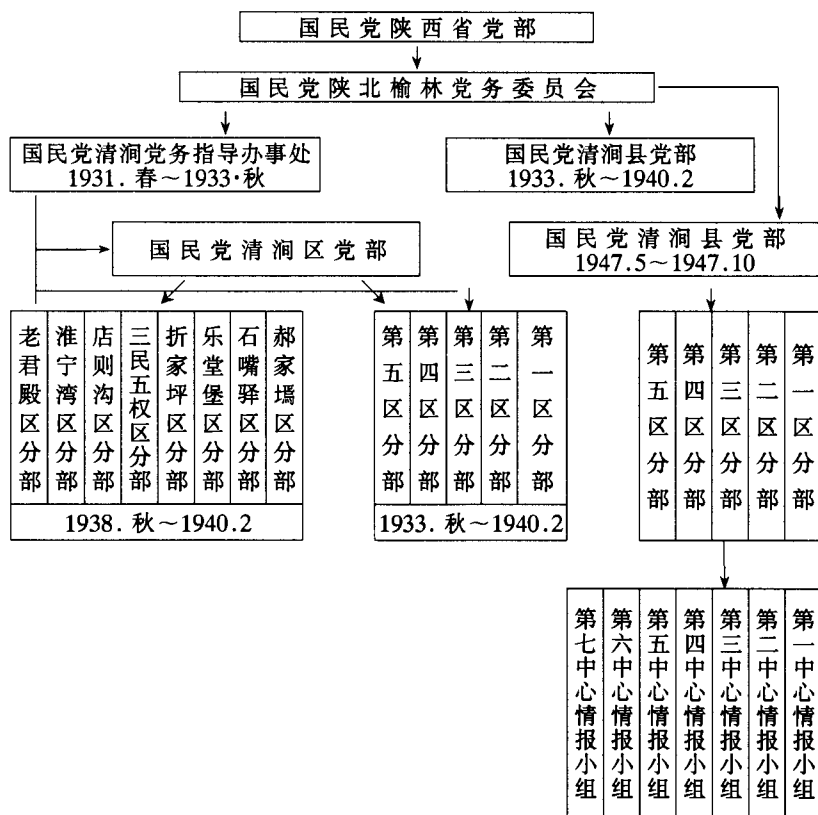 国民党陕西省党部
国民党陕北榆林党务委员会
国民党清涧党务指导办事处
1931.春～1933·秋
国民党清涧县党部
1933.秋～1940.2
国民党清涧区党部
国民党清涧县党部
1947.5～1947.10
老君殿区分部
淮宁湾区分部
店则沟区分部
三民五权区分部
折家坪区分部
乐堂堡区分部
石嘴驿区分部
郝家墕区分部
1938.秋～1940.2
第五区分部
第四区分部
第三区分部
第二区分部
第一区分部
1933.秋～1940.2
第五区分部
第四区分部
第三区分部
第二区分部
第一区分部
第七中心情报小组
第六中心情报小组
第五中心情报小组
第四中心情报小组
第三中心情报小组
第二中心情报小组
第一中心情报小组